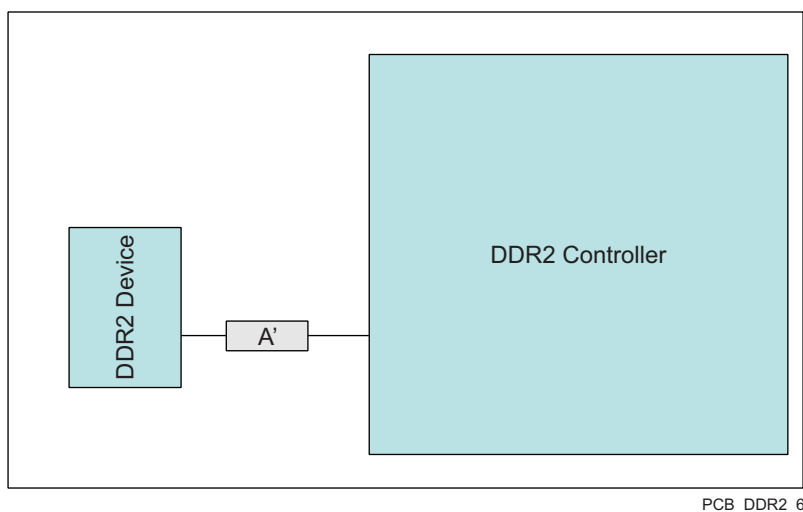 DDR2 Device
A’
DDR2 Controller
PCB_DDR2_6